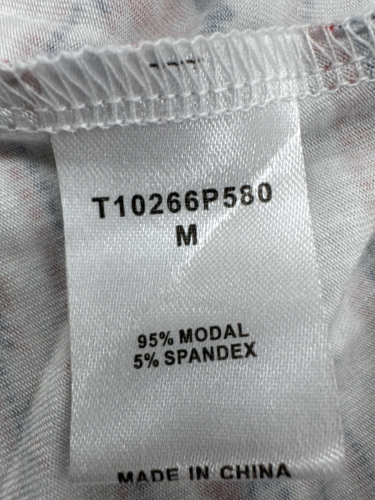 T10266P580
M
95% MODAL
5% SPANDEX
MADE IN CHINA